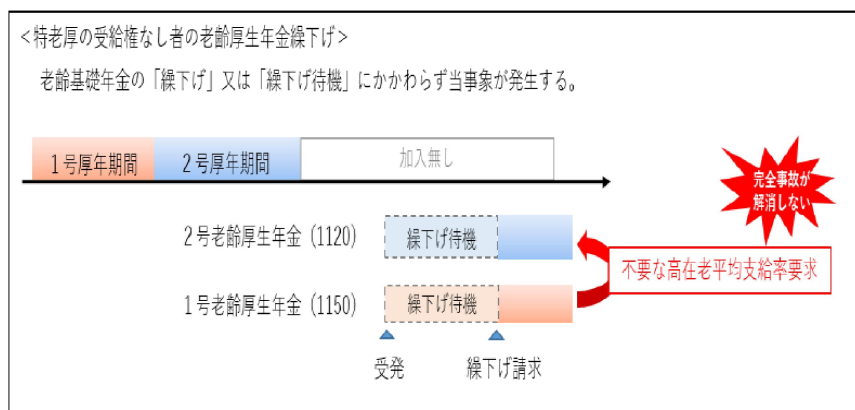 ＜特老厚の受給権なし者の老齢厚生年金繰下げ＞
老齢基礎年金の「繰下げ」又は「繰下げ待機」にかかわらず当事象が発生する。
1号厚年期間
2号厚年期間
加入無し
完全事故が
解消しない
2号老齢厚生年金（1120）
繰下げ待機
不要な高在老平均支給率要求
1号老齢厚生年金（1150）
繰下げ待機
受発
繰下げ請求